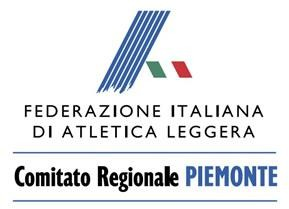 FEDERAZIONE ITALIANA
DI ATLETICA LEGGERA
Comitato Regionale PIEMONTE